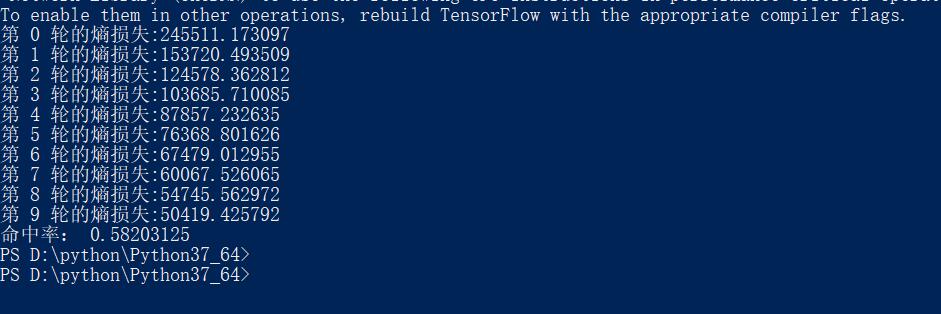 To enable them in other operations, rebuild TensorFlow with the appropriate compiler flags.
第 0 轮的熵损失:245511.173097
第 1 轮的熵损失:153720.493509
第 2 轮的熵损失:124578.362812
第 3 轮的熵损失:103685.710085
第 4 轮的熵损失:87857.232635
第 5 轮的熵损失:76368.801626
第 6 轮的熵损失:67479.012955
第 7 轮的熵损失:60067.526065
第 8 轮的熵损失:54745.562972
第 9 轮的熵损失:50419.425792
命中率： 0.58203125
PS D:\python\Python37_64>
PS D:\python\Python37_64>